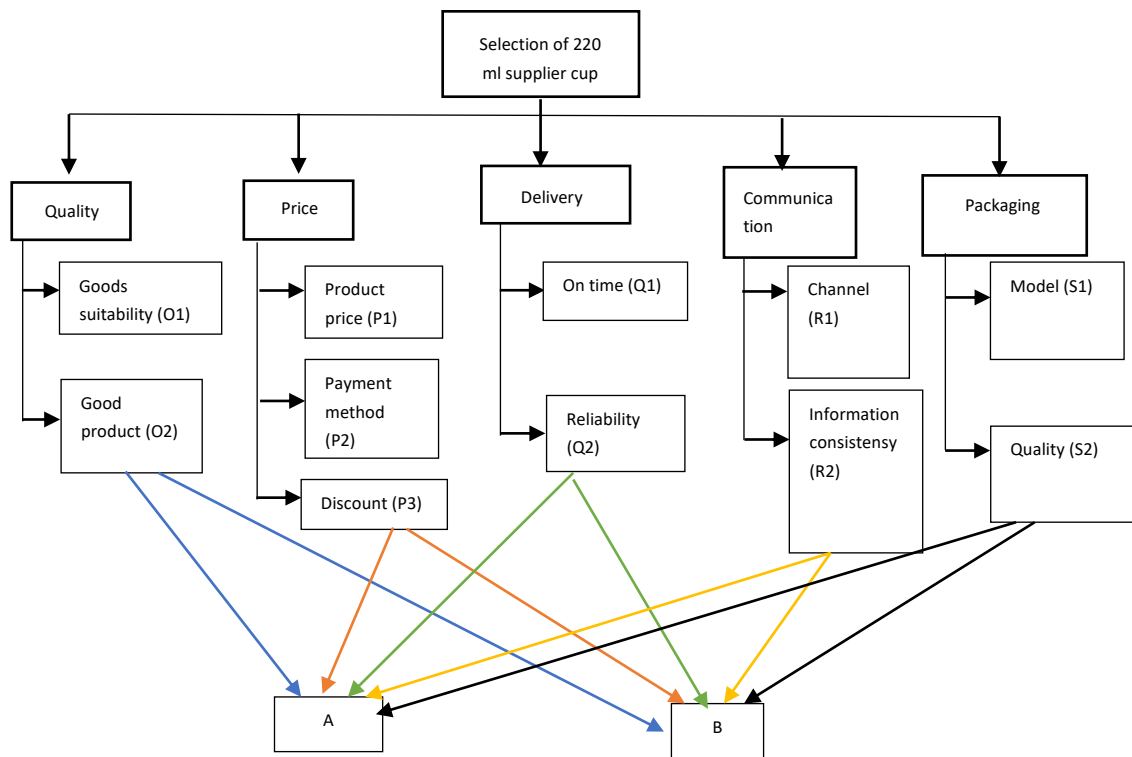 Selection of 220
ml supplier cup
Quality
Price
Delivery
Communica
tion
Packaging
Goods
suitability (O1)
Product
price (P1)
On time (Q1)
Channel
(R1)
Model (S1)
Good
product (O2)
Payment
method
(P2)
Reliability
(Q2)
Information
consistensy
(R2)
Quality (S2)
Discount (P3)
A
B